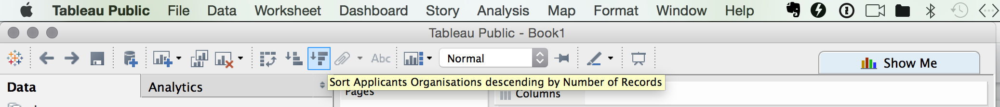 Tableau Public File Data Worksheet Dashboard Story Analysis Map Format Window Help
Tableau Public - Book1
Abc Normal Show Me
Data Analytics
Sort Applicants Organisations descending by Number of Records
Pages Columns